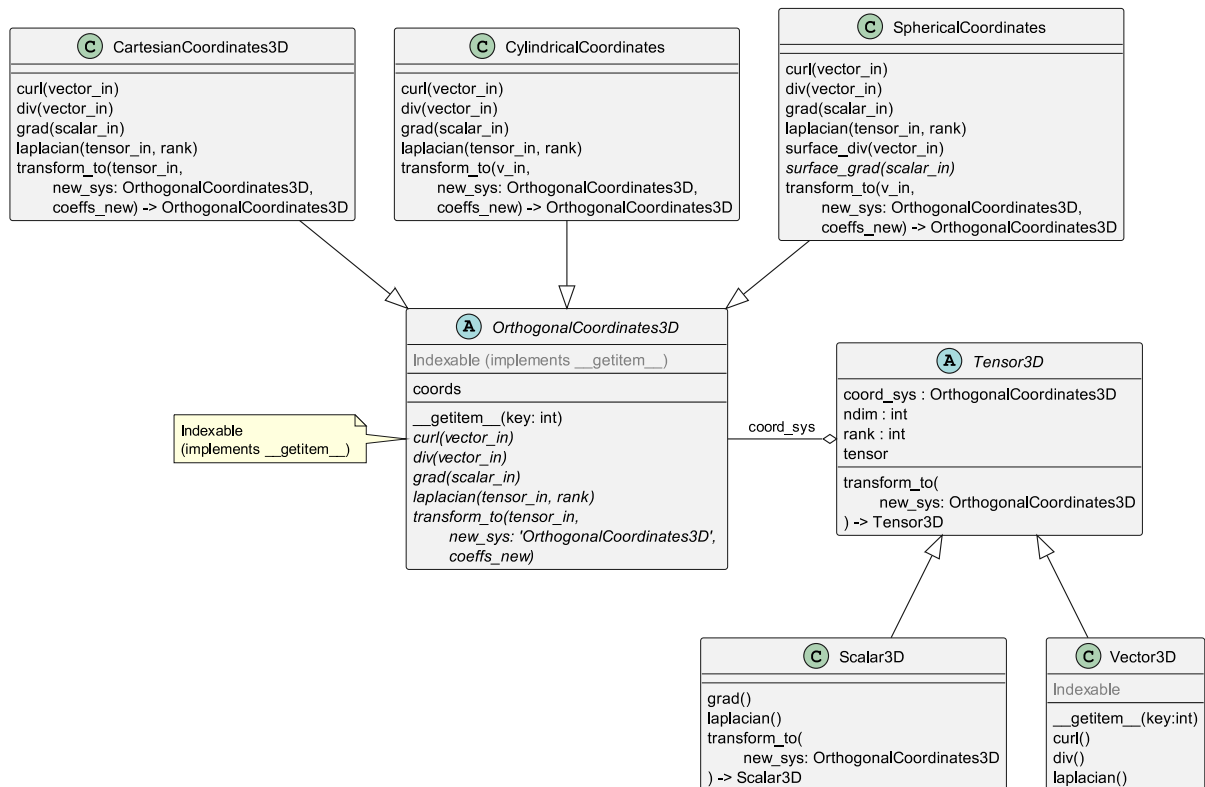 C CartesianCoordinates3D
curl(vector_in)
div(vector_in)
grad(scalar_in)
laplacian(tensor_in, rank)
transform_to(tensor_in,
new_sys: OrthogonalCoordinates3D,
coeffs_new) -> OrthogonalCoordinates3D
C CylindricalCoordinates
curl(vector_in)
div(vector_in)
grad(scalar_in)
laplacian(tensor_in, rank)
transform_to(v_in,
new_sys: OrthogonalCoordinates3D,
coeffs_new) -> OrthogonalCoordinates3D
C SphericalCoordinates
curl(vector_in)
div(vector_in)
grad(scalar_in)
laplacian(tensor_in, rank)
surface_div(vector_in)
surface_grad(scalar_in)
transform_to(v_in,
new_sys: OrthogonalCoordinates3D,
coeffs_new) -> OrthogonalCoordinates3D
Indexable
(implements __getitem__)
A OrthogonalCoordinates3D
Indexable (implements __getitem__)
coords
__getitem__(key: int)
curl(vector_in)
div(vector_in)
grad(scalar_in)
laplacian(tensor_in, rank)
transform_to(tensor_in,
new_sys: 'OrthogonalCoordinates3D',
coeffs_new)
coord_sys
A Tensor3D
coord_sys : OrthogonalCoordinates3D
ndim : int
rank : int
tensor
transform_to(
new_sys: OrthogonalCoordinates3D
) -> Tensor3D
C Scalar3D
grad()
laplacian()
transform_to(
new_sys: OrthogonalCoordinates3D
) -> Scalar3D
C Vector3D
Indexable
__getitem__(key:int)
curl()
div()
laplacian()